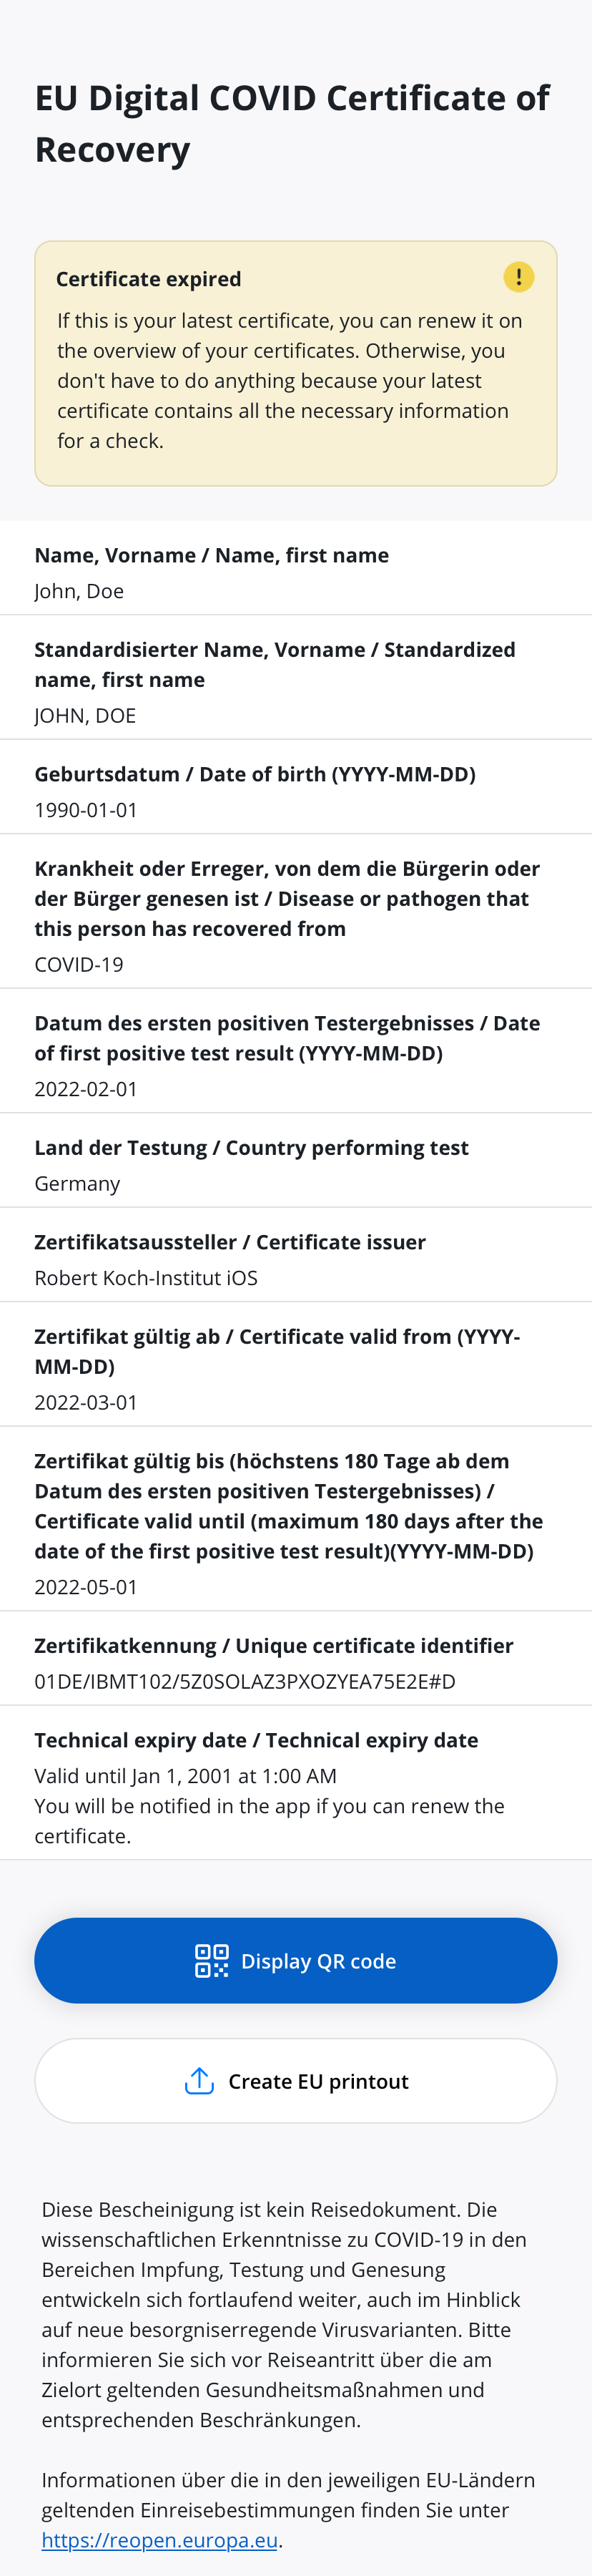 EU Digital COVID Certificate of
Recovery
Certificate expired
If this is your latest certificate, you can renew it on
the overview of your certificates. Otherwise, you
don't have to do anything because your latest
certificate contains all the necessary information
for a check.
Name, Vorname / Name, first name
John, Doe
Standardisierter Name, Vorname / Standardized
name, first name
JOHN, DOE
Geburtsdatum / Date of birth (YYYY-MM-DD)
1990-01-01
Krankheit oder Erreger, von dem die Bürgerin oder
der Bürger genesen ist / Disease or pathogen that
this person has recovered from
COVID-19
Datum des ersten positiven Testergebnisses / Date
of first positive test result (YYYY-MM-DD)
2022-02-01
Land der Testung / Country performing test
Germany
Zertifikatsaussteller / Certificate issuer
Robert Koch-Institut iOS
Zertifikat gültig ab / Certificate valid from (YYYY-
MM-DD)
2022-03-01
Zertifikat gültig bis (höchstens 180 Tage ab dem
Datum des ersten positiven Testergebnisses) /
Certificate valid until (maximum 180 days after the
date of the first positive test result)(YYYY-MM-DD)
2022-05-01
Zertifikatkennung / Unique certificate identifier
01DE/IBMT102/5Z0SOLAZ3PXOZYEA75E2E#D
Technical expiry date / Technical expiry date
Valid until Jan 1, 2001 at 1:00 AM
You will be notified in the app if you can renew the
certificate.
Display QR code
Create EU printout
Diese Bescheinigung ist kein Reisedokument. Die
wissenschaftlichen Erkenntnisse zu COVID-19 in den
Bereichen Impfung, Testung und Genesung
entwickeln sich fortlaufend weiter, auch im Hinblick
auf neue besorgniserregende Virusvarianten. Bitte
informieren Sie sich vor Reiseantritt über die am
Zielort geltenden Gesundheitsmaßnahmen und
entsprechenden Beschränkungen.
Informationen über die in den jeweiligen EU-Ländern
geltenden Einreisebestimmungen finden Sie unter
https://reopen.europa.eu.